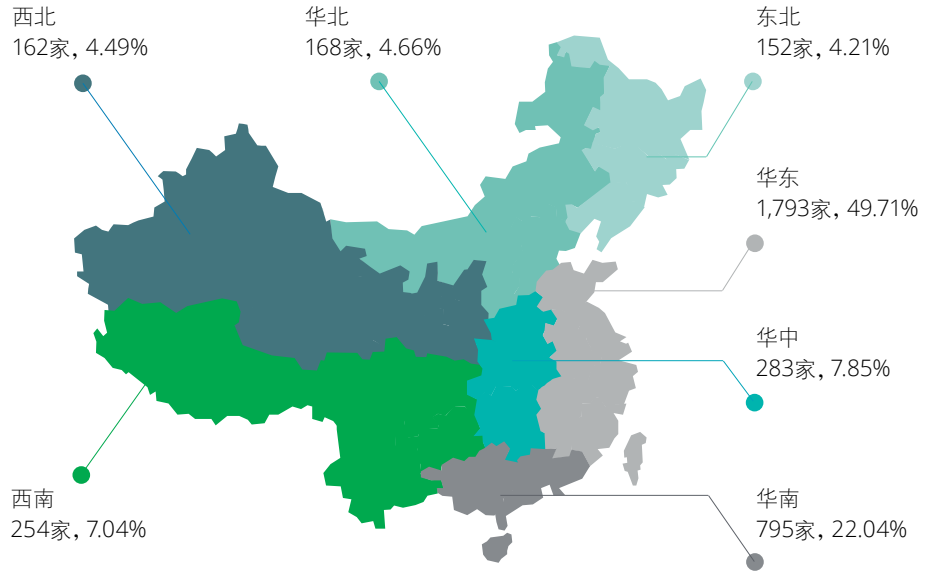 西北
162家，4.49%
华北
168家，4.66%
东北
152家，4.21%
华东
1,793家，49.71%
华中
283家，7.85%
西南
254家，7.04%
华南
795家，22.04%